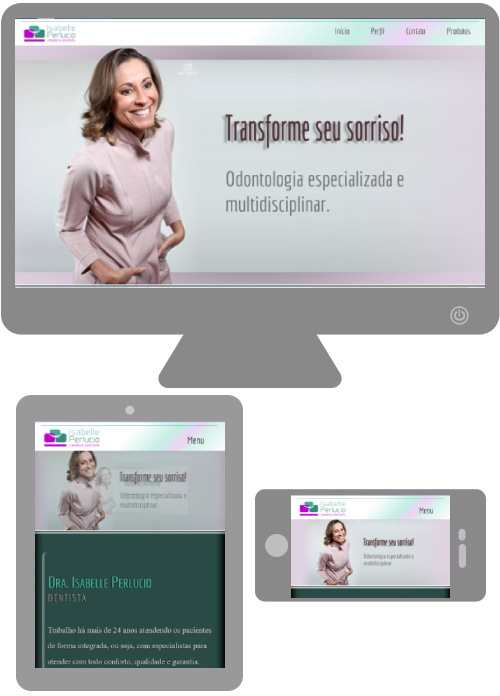 Isabelle
Perlucio
Início Perfil Contato Produtos
Transforme seu sorriso!
Odontologia especializada e
multidisciplinar.
Isabelle
Perlucio
Menu
Transforme seu sorriso!
Odontologia especializada e
multidisciplinar.
Dra. Isabelle Perlucio
DENTISTA
Trabalho há mais de 24 anos atendendo os pacientes
de forma integrada, ou seja, com especialistas para
atender com todo conforto, qualidade e garantia.
Isabelle
Perlucio
Menu
Transforme seu sorriso!
Odontologia especializada e
multidisciplinar.